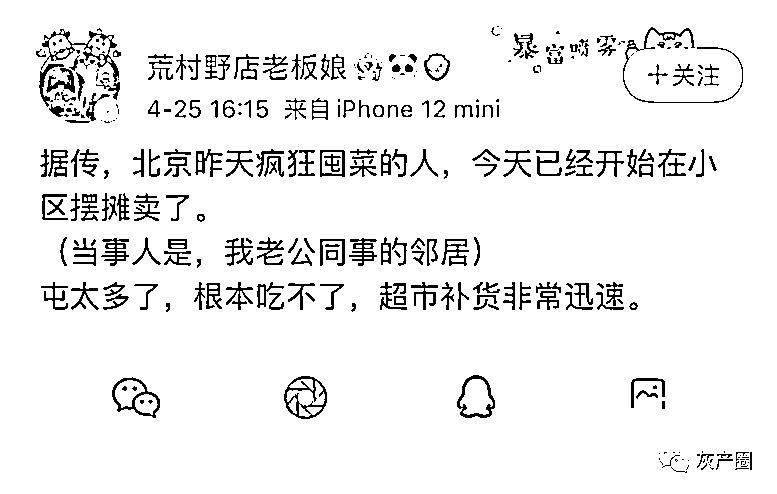 暴富喷雾
荒村野店老板娘
+关注
4-25 16:15 来自 iPhone 12 mini
据传，北京昨天疯狂囤菜的人，今天已经开始在小
区摆摊卖了。
（当事人是，我老公同事的邻居）
屯太多了，根本吃不了，超市补货非常迅速。
灰产圈